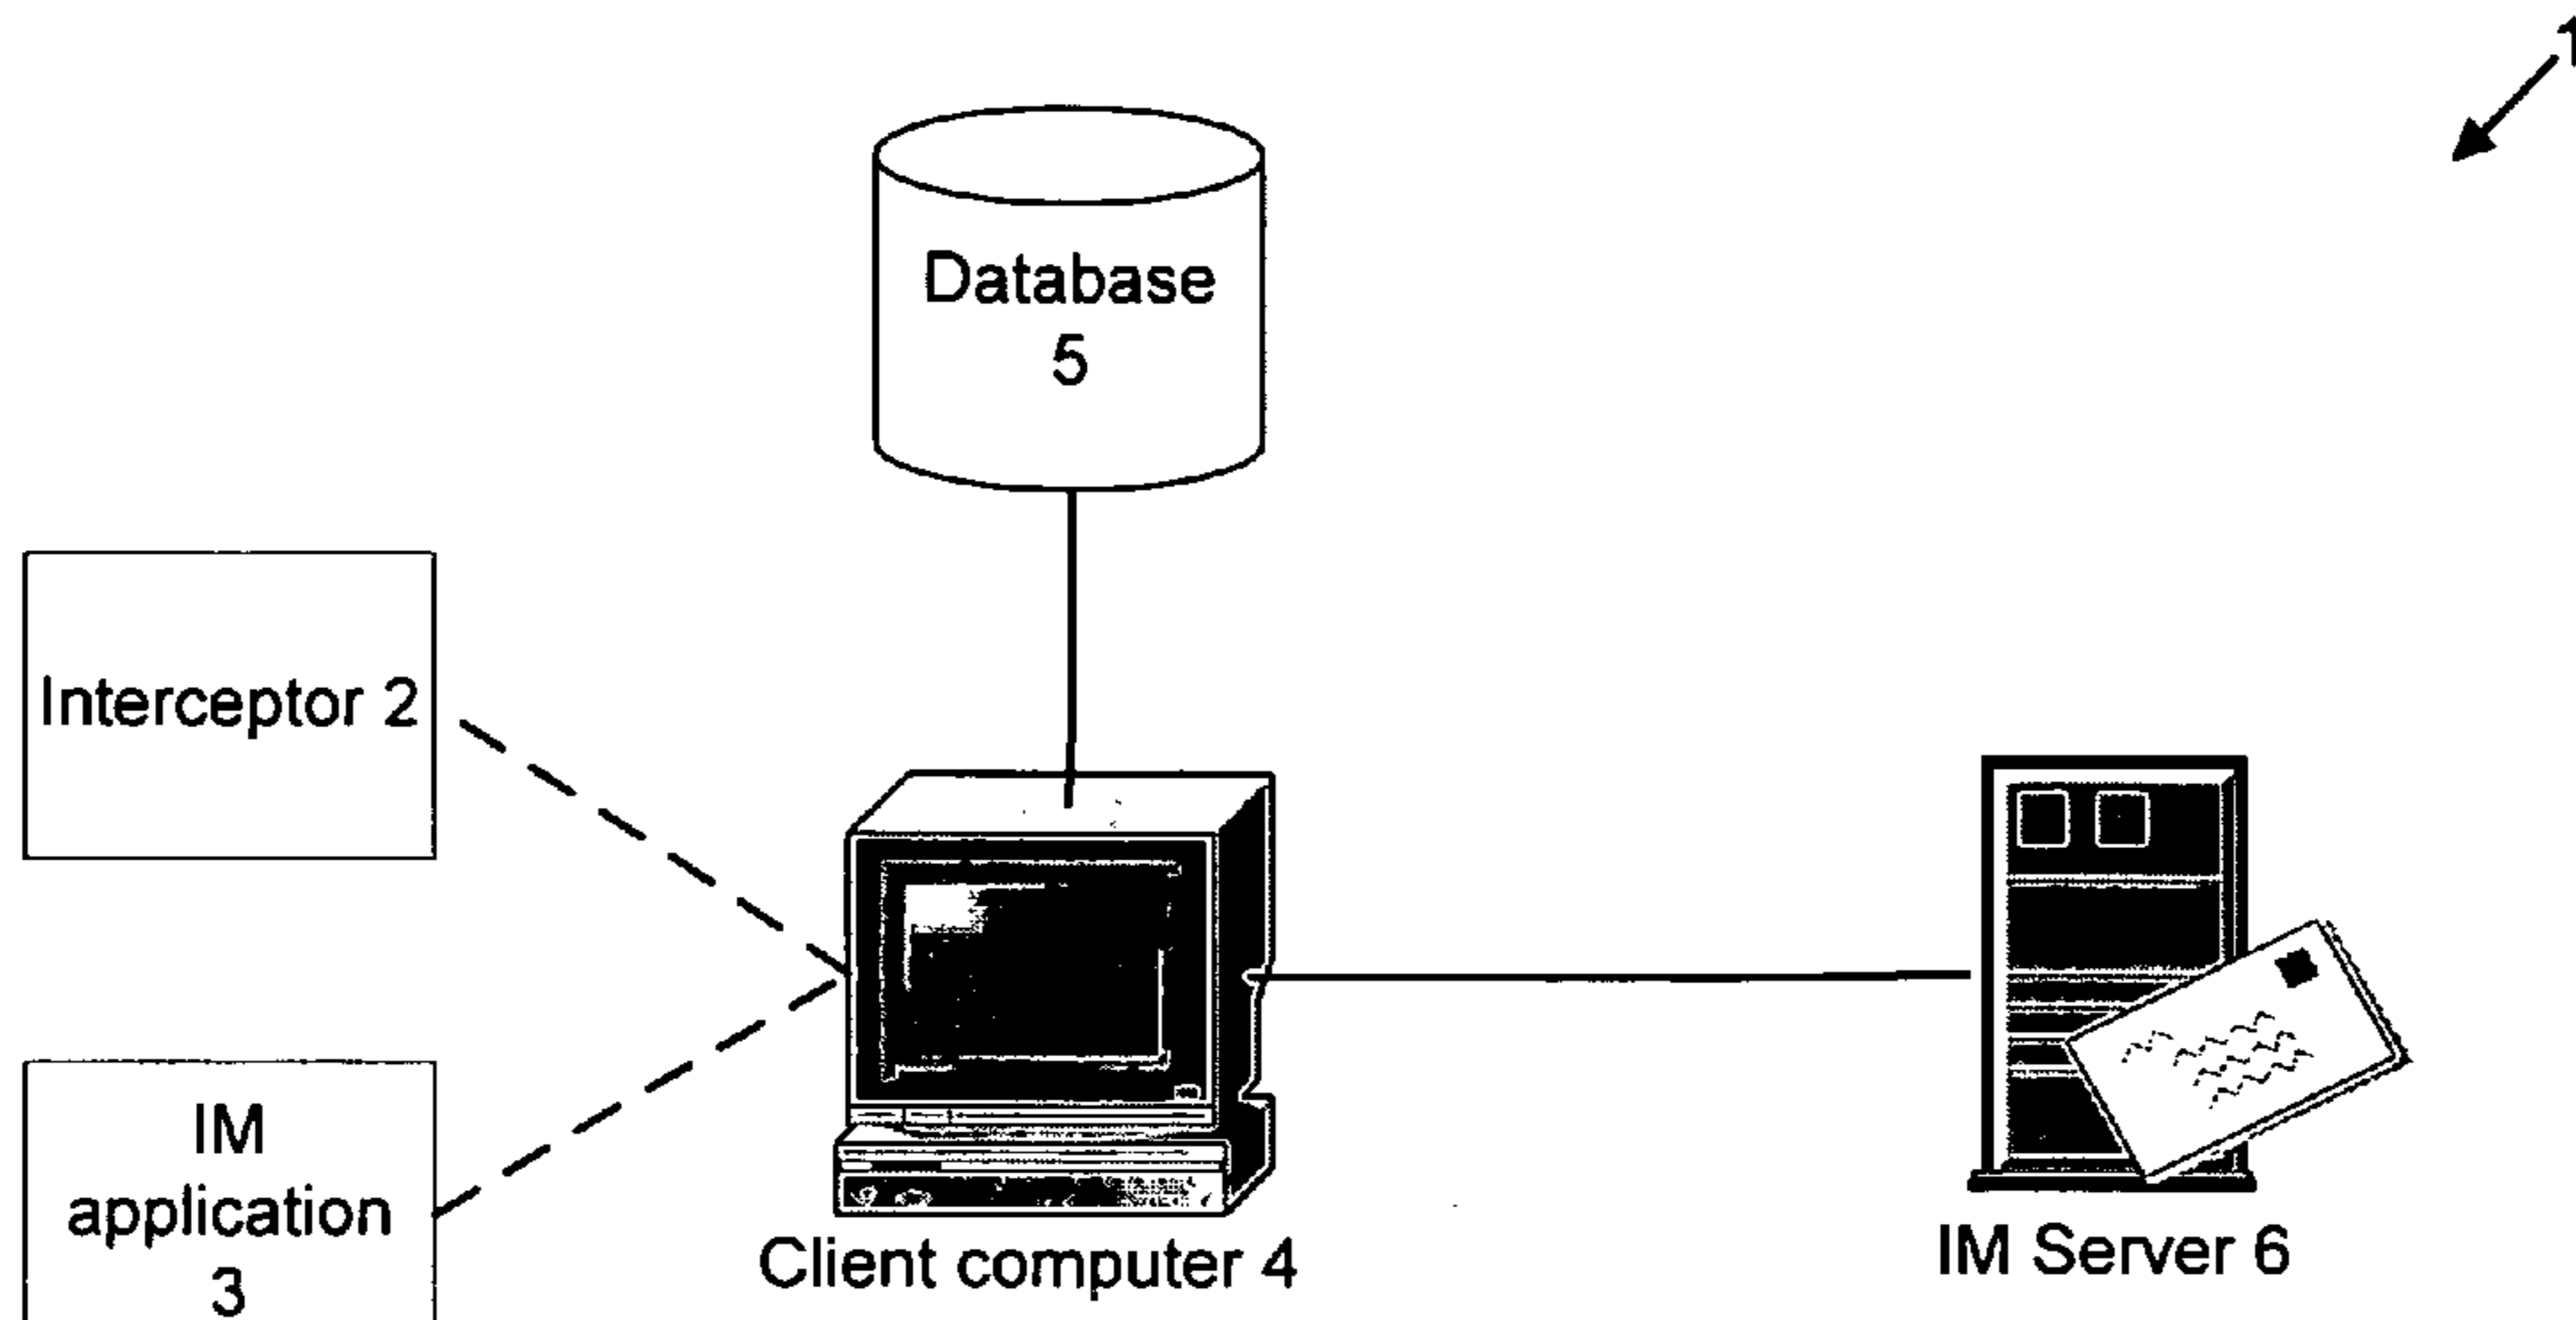 1
Database
5
Interceptor 2
IM
application
3
Client computer 4
IM Server 6